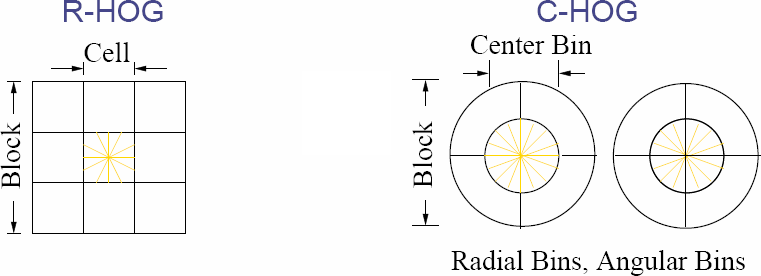 R-HOG
Cell
Block
C-HOG
Center Bin
Block
Radial Bins, Angular Bins